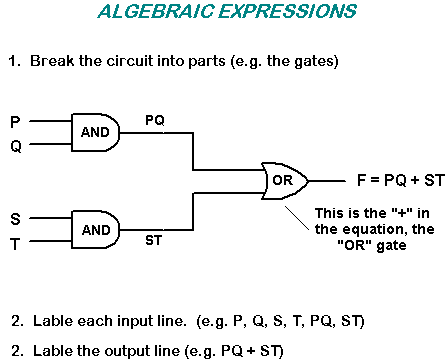 ALGEBRAIC EXPRESSIONS
1. Break the circuit into parts (e.g. the gates)
P
Q
AND
PQ
OR
F = PQ + ST
S
T
AND
ST
This is the "+" in
the equation, the
"OR" gate
2. Lable each input line. (e.g. P, Q, S, T, PQ, ST)
2. Lable the output line (e.g. PQ + ST)